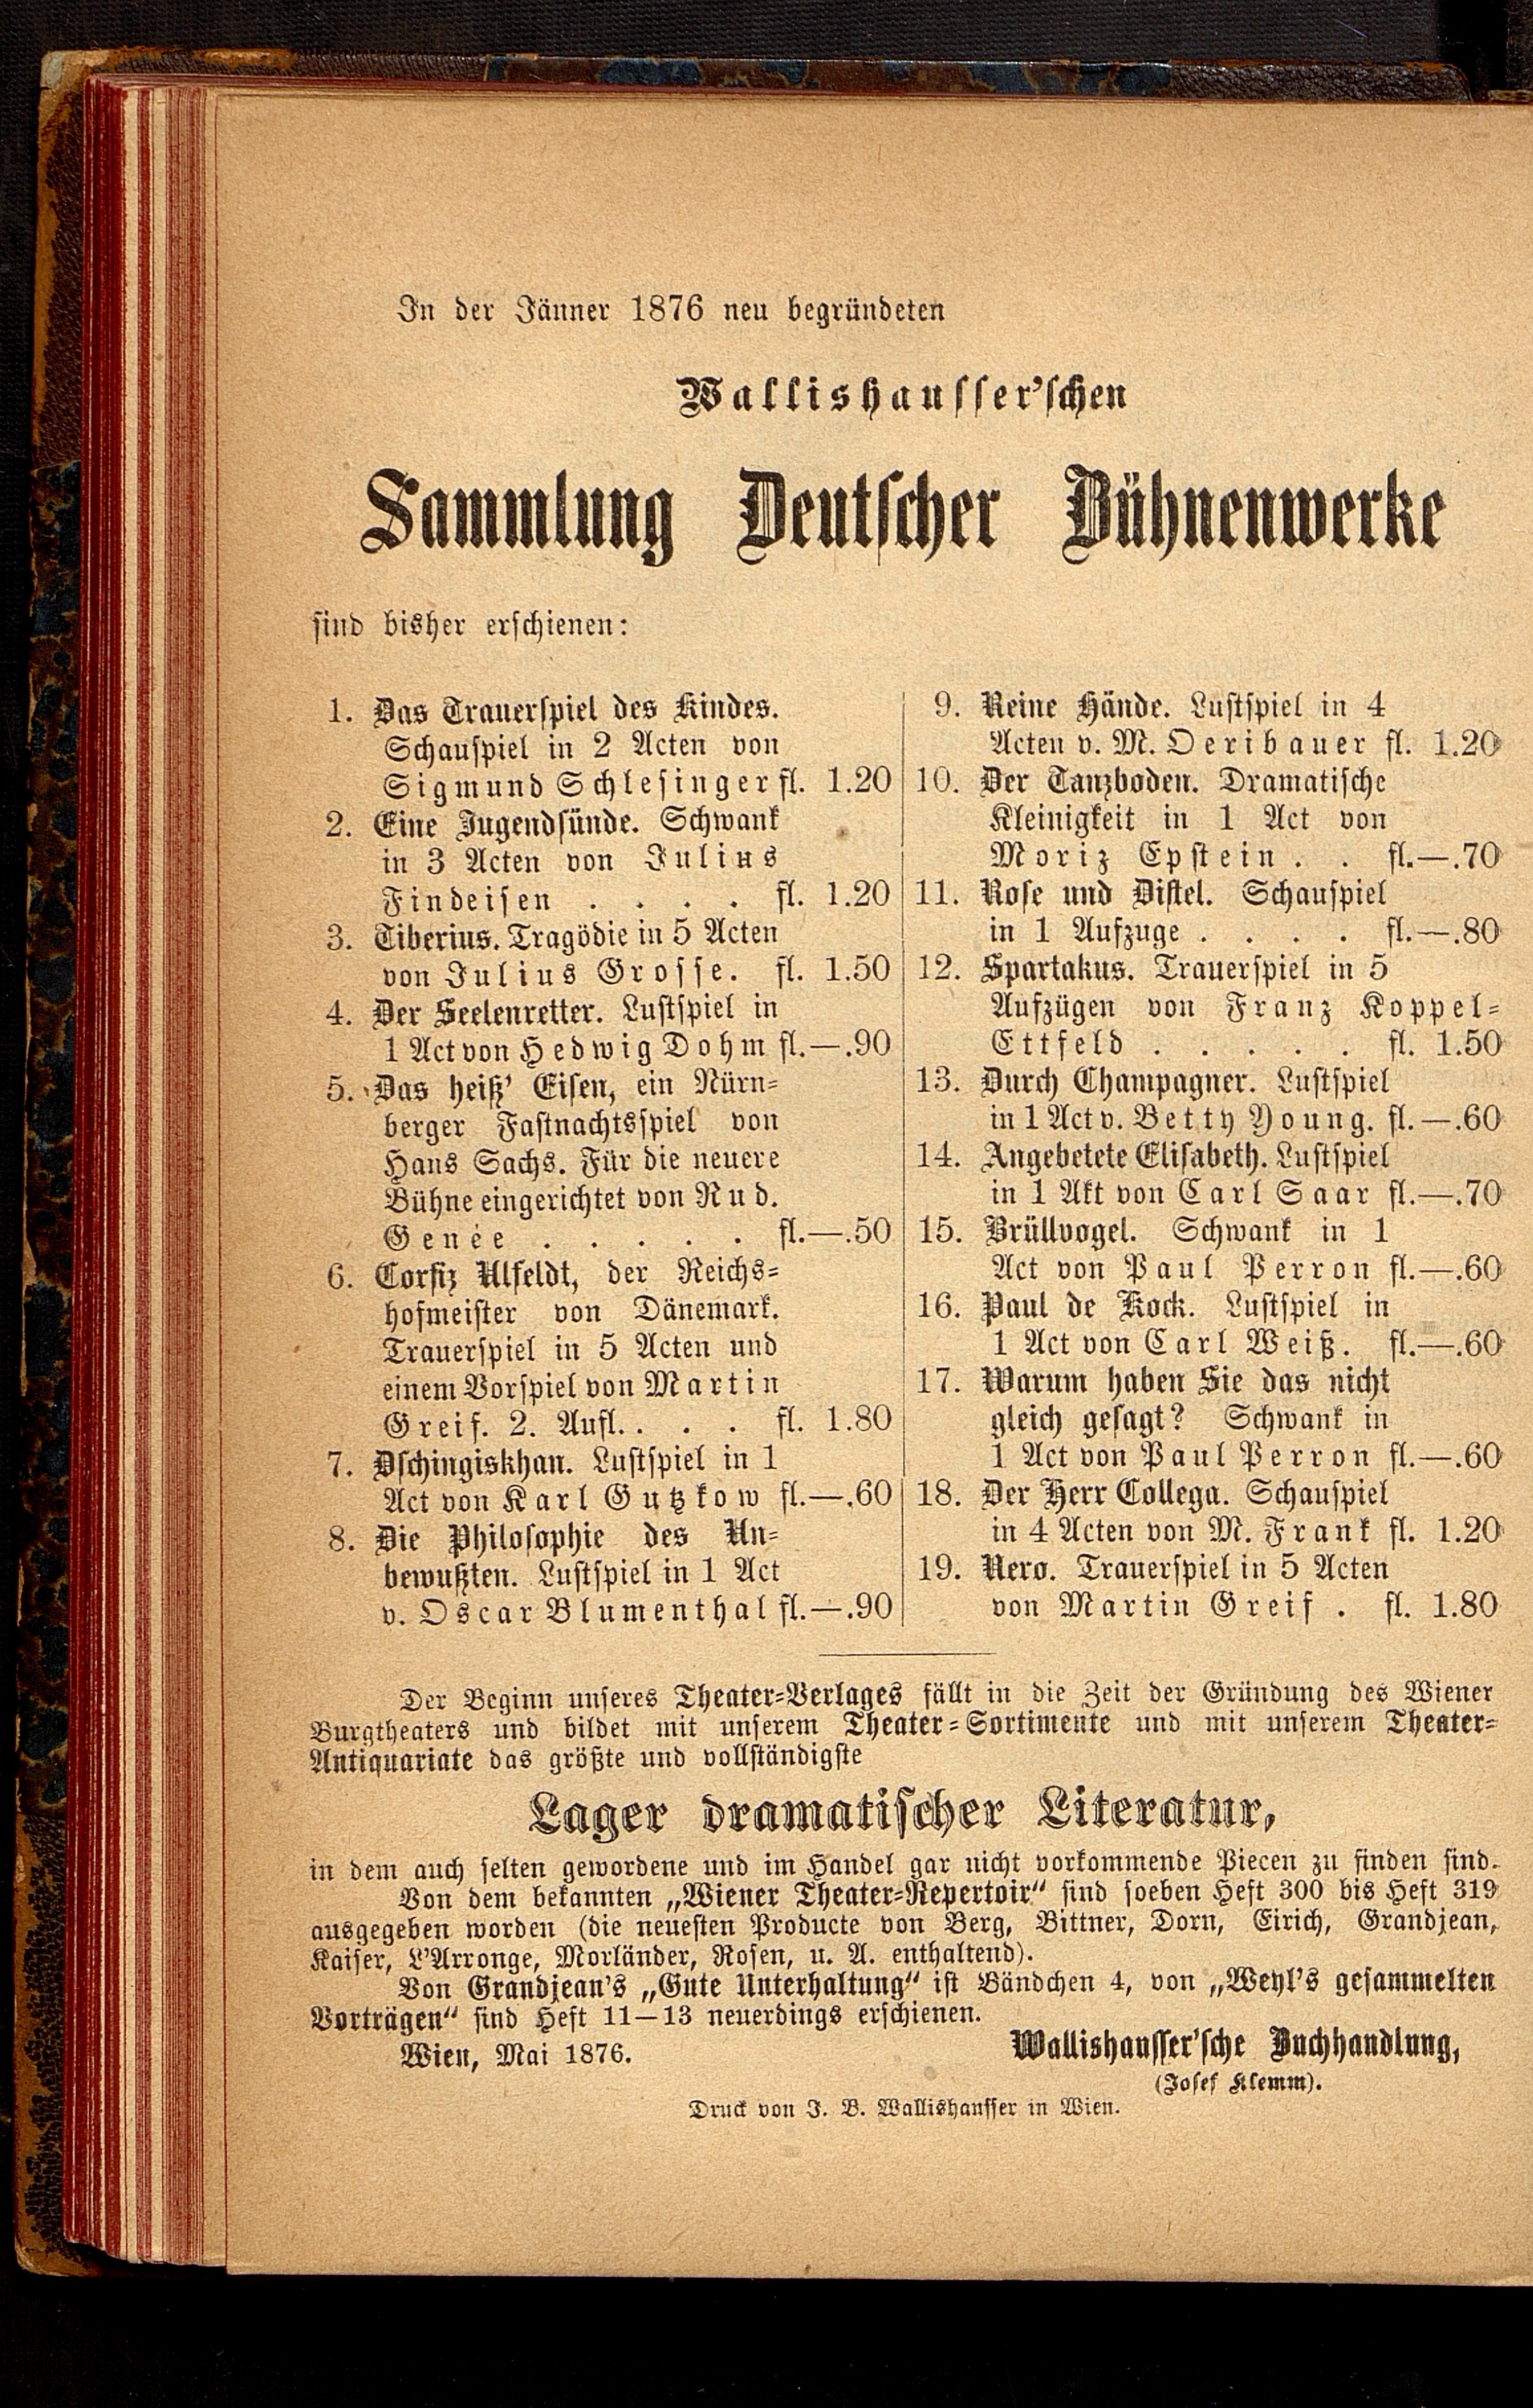 In der Jänner 1876 neu begründeten
Wallishausser'schen
Sammlung Deutscher Bühnenwerke
sind bisher erschienen:
1. Das Trauerspiel des Kindes.
Schauspiel in 2 Acten von
Sigmund Schlesinger fl. 1.20
2. Eine Jugendsünde. Schwank
in 3 Acten von Julius
Findeisen . . . . fl. 1.20
3. Tiberius. Tragödie in 5 Acten
von Julius Grosse. fl. 1.50
4. Der Seelenretter. Lustspiel in
1 Act von Hedwig Dohm fl.—.90
5. Das heiß' Eisen, ein Nürn-
berger Fastnachtsspiel von
Hans Sachs. Für die neuere
Bühne eingerichtet von Rud.
Genée . . . . . fl.—.50
6. Corfiz Ulfeldt, der Reichs-
hofmeister von Dänemark.
Trauerspiel in 5 Acten und
einem Vorspiel von Martin
Greif. 2. Aufl. . . . fl. 1.80
7. Dschingiskhan. Lustspiel in 1
Act von Karl Gutzkow fl.—.60
8. Die Philosophie des Un-
bewußten. Lustspiel in 1 Act
v. Oscar Blumenthal fl.—.90
9. Reine Hände. Lustspiel in 4
Acten v. M. Oeribauer fl. 1.20
10. Der Tanzboden. Dramatische
Kleinigkeit in 1 Act von
Moriz Epstein . . fl.—.70
11. Rose und Distel. Schauspiel
in 1 Aufzuge . . . . fl.—.80
12. Spartakus. Trauerspiel in 5
Aufzügen von Franz Koppel-
Ettfeld . . . . . fl. 1.50
13. Durch Champagner. Lustspiel
in 1 Act v. Betty Young. fl.—.60
14. Angebetete Elisabeth. Lustspiel
in 1 Akt von Carl Saar fl.—.70
15. Brüllvogel. Schwank in 1
Act von Paul Perron fl.—.60
16. Paul de Kock. Lustspiel in
1 Act von Carl Weiß. fl.—.60
17. Warum haben Sie das nicht
gleich gesagt? Schwank in
1 Act von Paul Perron fl.—.60
18. Der Herr Collega. Schauspiel
in 4 Acten von M. Frank fl. 1.20
19. Nero. Trauerspiel in 5 Acten
von Martin Greif . fl. 1.80
Der Beginn unseres Theater-Verlages fällt in die Zeit der Gründung des Wiener
Burgtheaters und bildet mit unserem Theater-Sortimente und mit unserem Theater-
Antiquariate das größte und vollständigste
Lager dramatischer Literatur,
in dem auch selten gewordene und im Handel gar nicht vorkommende Piecen zu finden sind.
Von dem bekannten „Wiener Theater-Repertoir“ sind soeben Heft 300 bis Heft 319
ausgegeben worden (die neuesten Producte von Berg, Bittner, Dorn, Eirich, Grandjean,
Kaiser, L'Arronge, Morländer, Rosen, u. A. enthaltend).
Von Grandjean's „Gute Unterhaltung“ ist Bändchen 4, von „Weyl's gesammelten
Vorträgen“ sind Heft 11—13 neuerdings erschienen.
Wien, Mai 1876.
Wallishausser'sche Buchhandlung,
(Josef Klemm).
Druck von J. B. Wallishausser in Wien.